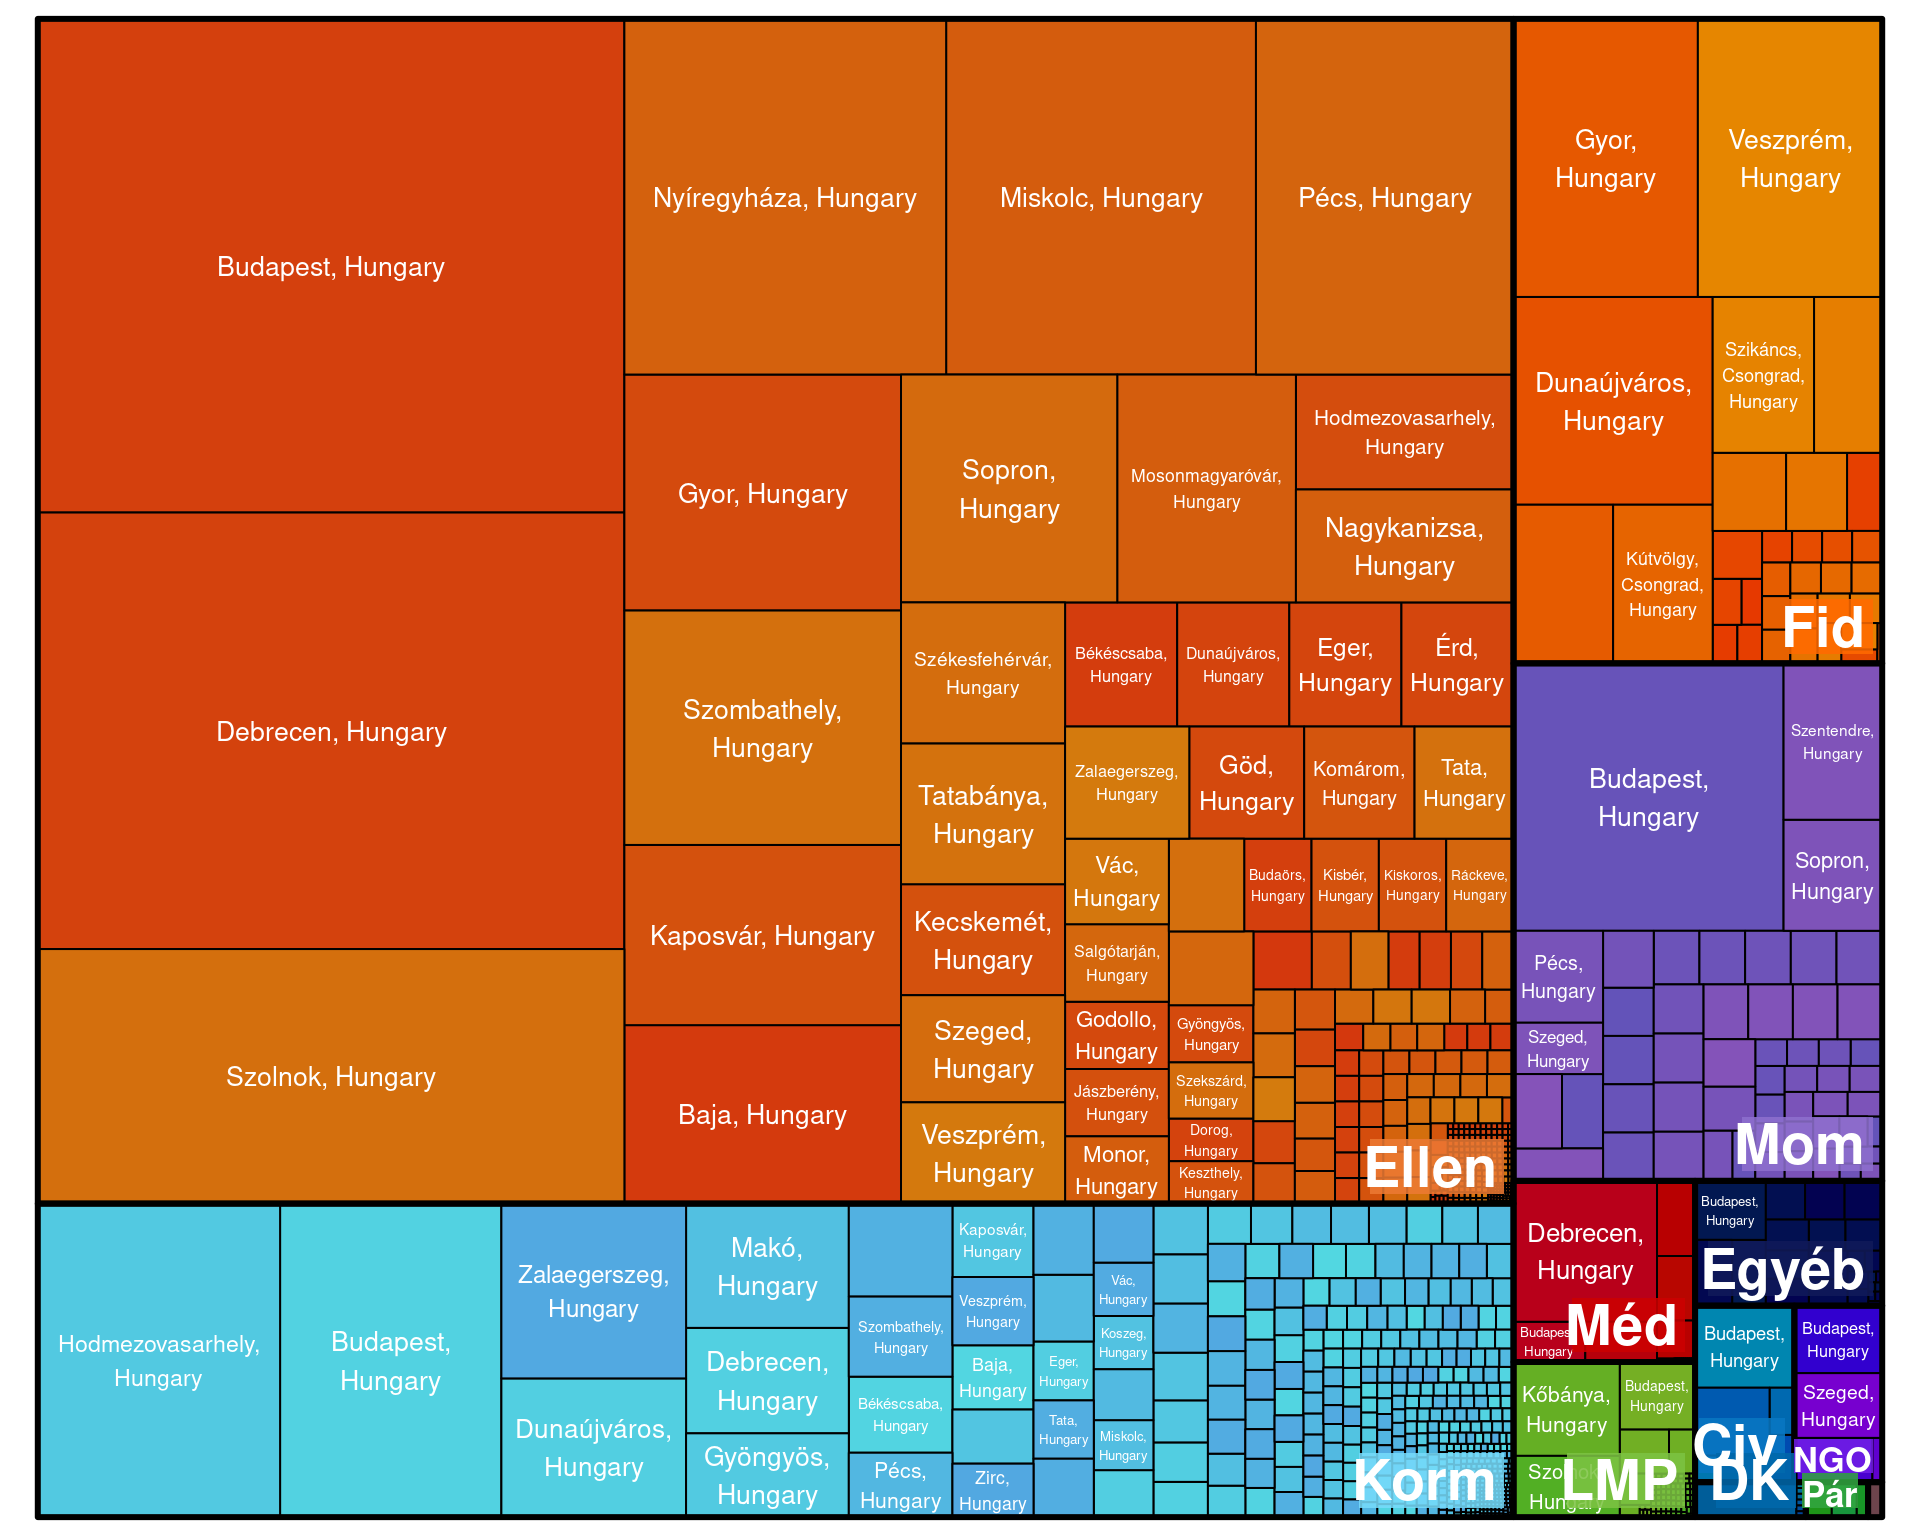 Budapest, Hungary
Debrecen, Hungary
Szolnok, Hungary
Nyíregyháza, Hungary
Miskolc, Hungary
Pécs, Hungary
Gyor, Hungary
Szombathely,
Hungary
Kaposvár, Hungary
Baja, Hungary
Sopron,
Hungary
Mosonmagyaróvár,
Hungary
Hodmezovasarhely,
Hungary
Nagykanizsa,
Hungary
Székesfehérvár,
Hungary
Tatabánya,
Hungary
Kecskemét,
Hungary
Szeged,
Hungary
Veszprém,
Hungary
Békéscsaba,
Hungary
Dunaújváros,
Hungary
Eger,
Hungary
Érd,
Hungary
Zalaegerszeg,
Hungary
Göd,
Hungary
Komárom,
Hungary
Tata,
Hungary
Vác,
Hungary
Budaörs,
Hungary
Kisbér,
Hungary
Kiskoros,
Hungary
Ráckeve,
Hungary
Salgótarján,
Hungary
Godollo,
Hungary
Jászberény,
Hungary
Monor,
Hungary
Gyöngyös,
Hungary
Szekszárd,
Hungary
Dorog,
Hungary
Keszthely,
Hungary
Ellen
Gyor,
Hungary
Veszprém,
Hungary
Dunaújváros,
Hungary
Szikáncs,
Csongrad,
Hungary
Kútvölgy,
Csongrad,
Hungary
Fid
Budapest,
Hungary
Szentendre,
Hungary
Sopron,
Hungary
Pécs,
Hungary
Szeged,
Hungary
Mom
Hodmezovasarhely,
Hungary
Budapest,
Hungary
Zalaegerszeg,
Hungary
Dunaújváros,
Hungary
Makó,
Hungary
Debrecen,
Hungary
Gyöngyös,
Hungary
Szombathely,
Hungary
Békéscsaba,
Hungary
Pécs,
Hungary
Kaposvár,
Hungary
Veszprém,
Hungary
Baja,
Hungary
Zirc,
Hungary
Eger,
Hungary
Tata,
Hungary
Vác,
Hungary
Koszeg,
Hungary
Miskolc,
Hungary
Korm
Debrecen,
Hungary
Budapest,
Hungary
Méd
Budapest,
Hungary
Egyéb
Kőbánya,
Hungary
Budapest,
Hungary
Hungary
LMP
Budapest,
Hungary
Civ
DK
Budapest,
Hungary
Szeged,
Hungary
NGO
Pár